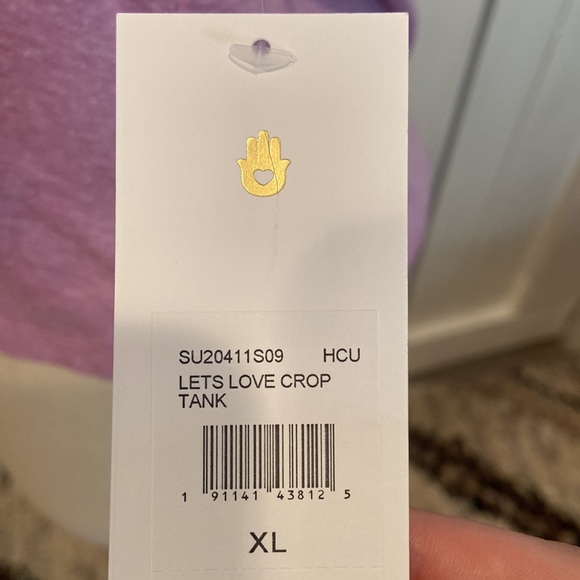 SU20411S09 HCU
LETS LOVE CROP
TANK
1 91141 43812 5
XL